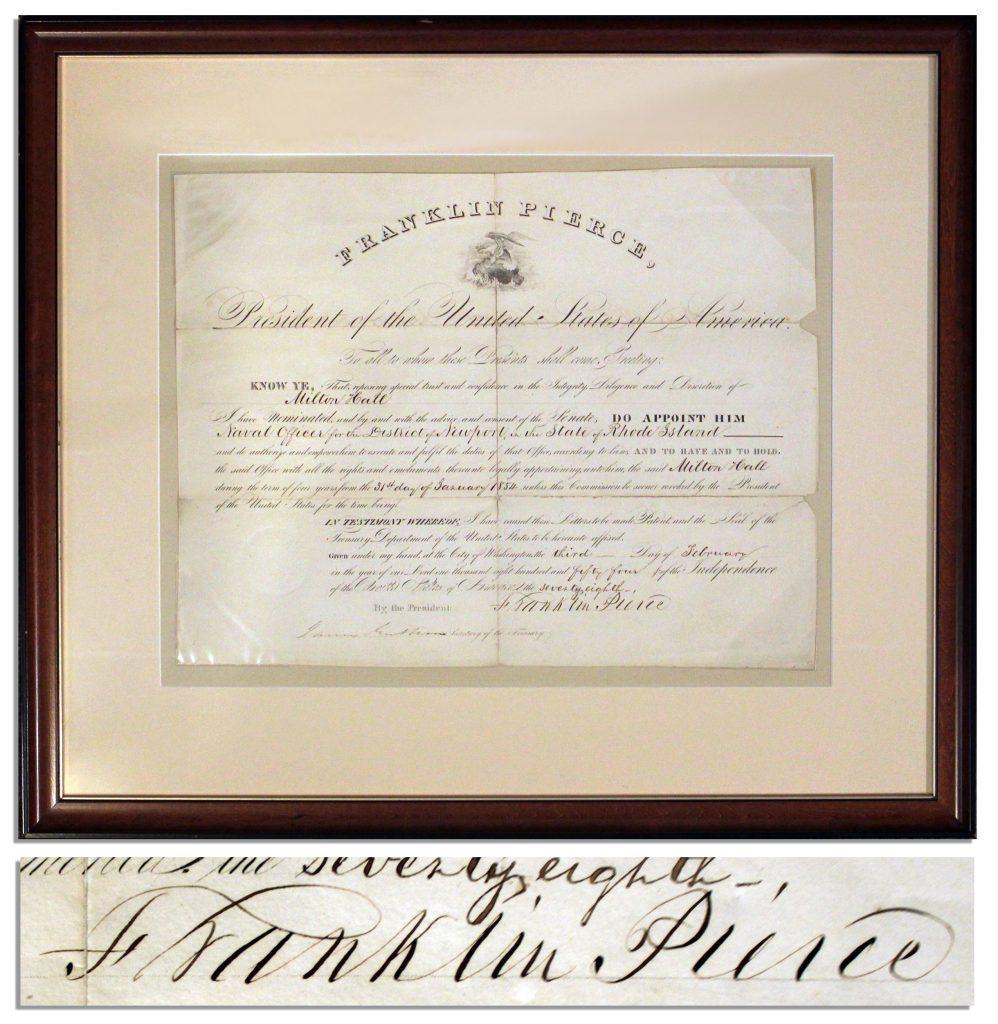 FRANKLIN PIERCE,
President of the United States of America.
To all to whom these Presents shall come, Greeting:
KNOW YE, That, reposing special trust and confidence in the Integrity, Diligence and Discretion of
Milton Hall
I have Nominated, and by and with the advice and consent of the Senate, DO APPOINT HIM
Naval Officer for the District of Newport, in the State of Rhode Island
and do authorize and empower him to execute and fulfil the duties of that Office, according to law, AND TO HAVE AND TO HOLD,
the said Office with all the rights and emoluments thereunto legally appertaining, unto him, the said Milton Hall
during the term of four years from the 31st day of January 1854 unless this Commission be sooner revoked by the President
of the United States for the time being.
IN TESTIMONY WHEREOF, I have caused these Letters to be made Patent, and the Seal of the
Treasury Department of the United States to be hereunto affixed.
Given under my hand, at the City of Washington, the third Day of February
in the year of our Lord one thousand eight hundred and fifty four of the Independence
of the United States of America, the seventy eighth,
Franklin Pierce
By the President:
James Guthrie Secretary of the Treasury
merica the seventy eighth,
Franklin Pierce